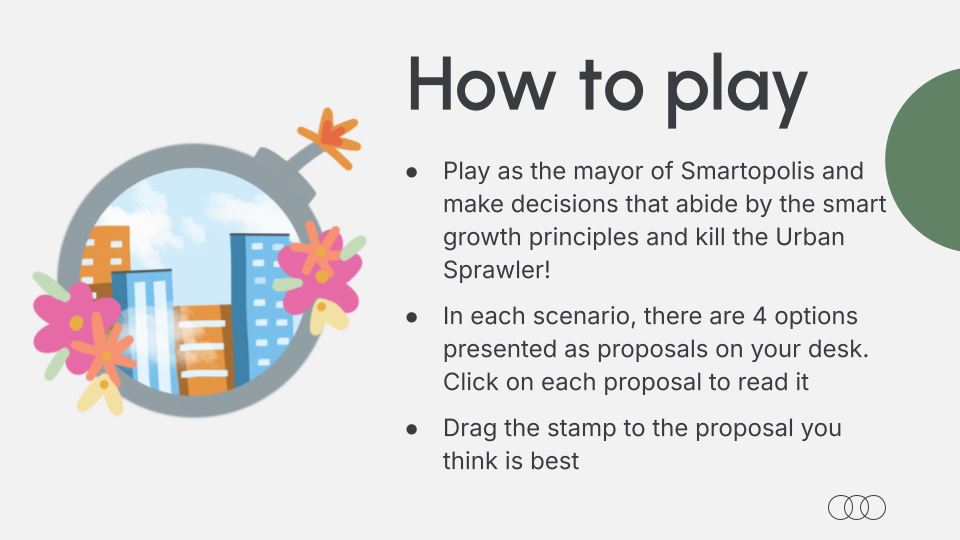 How to play
● Play as the mayor of Smartopolis and
make decisions that abide by the smart
growth principles and kill the Urban
Sprawler!
● In each scenario, there are 4 options
presented as proposals on your desk.
Click on each proposal to read it
● Drag the stamp to the proposal you
think is best